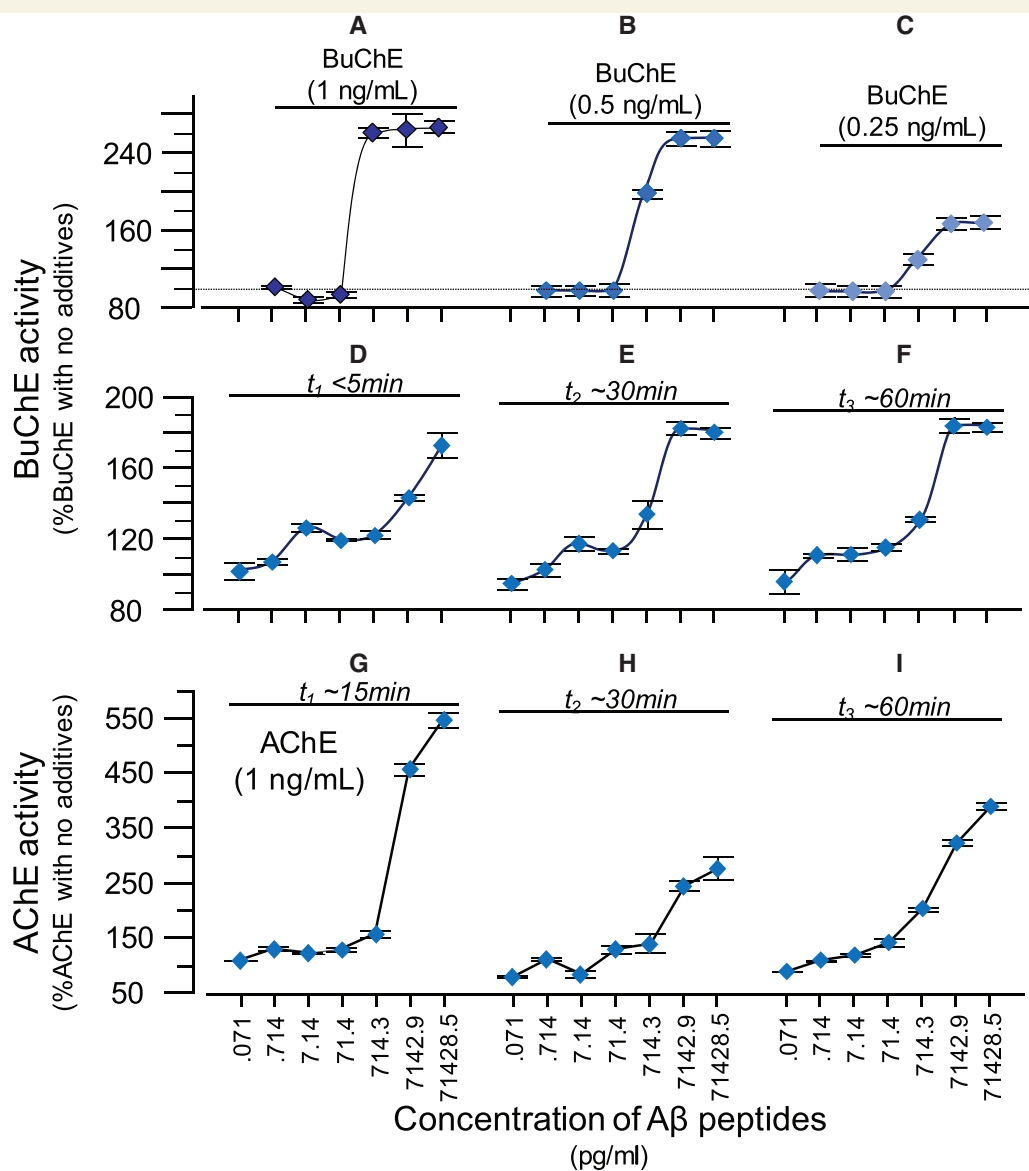 A
B
C
BuChE
(1 ng/mL)
BuChE
(0.5 ng/mL)
BuChE
(0.25 ng/mL)
240
160
80
BuChE activity
(%BuChE with no additives)
D
E
F
t1 <5min
t2 ~30min
t3 ~60min
200
160
120
80
G
H
I
t1 ~15min
t2 ~30min
t3 ~60min
AChE
(1 ng/mL)
550
450
350
250
150
50
AChE activity
(%AChE with no additives)
.071
.714
7.14
71.4
714.3
7142.9
71428.5
.071
.714
7.14
71.4
714.3
7142.9
71428.5
.071
.714
7.14
71.4
714.3
7142.9
71428.5
Concentration of Aβ peptides
(pg/ml)